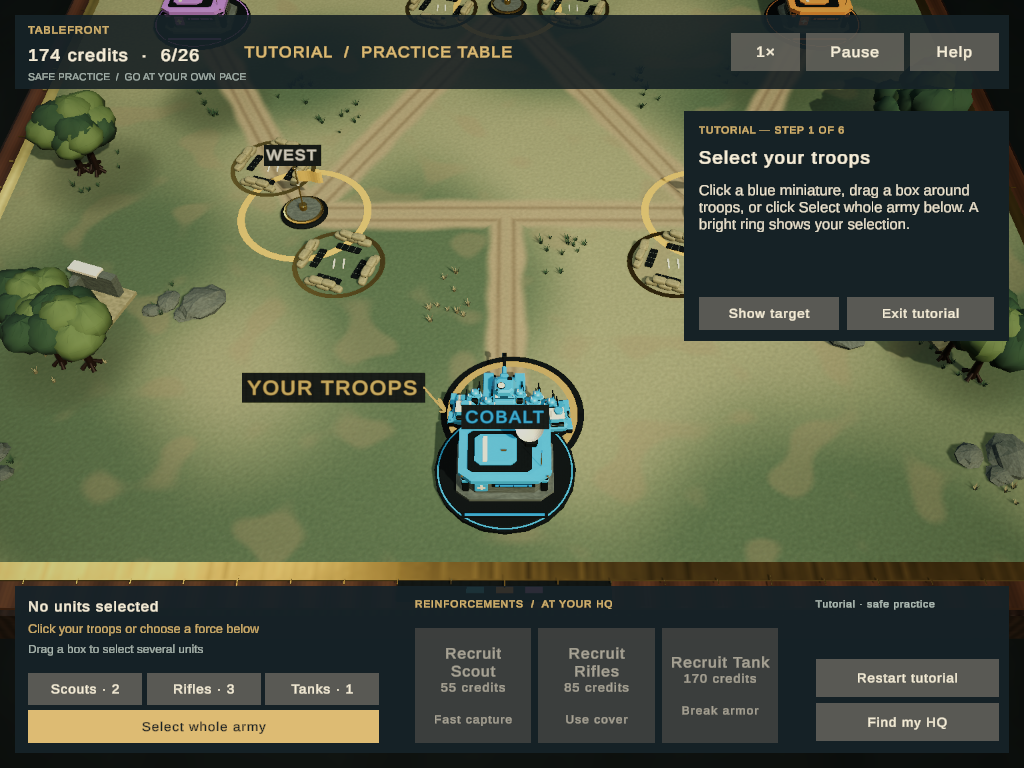 TABLEFRONT
174 credits · 6/26
SAFE PRACTICE / GO AT YOUR OWN PACE
TUTORIAL / PRACTICE TABLE
1×
Pause
Help
WEST
TUTORIAL — STEP 1 OF 6
Select your troops
Click a blue miniature, drag a box around
troops, or click Select whole army below. A
bright ring shows your selection.
Show target
Exit tutorial
YOUR TROOPS
COBALT
No units selected
Click your troops or choose a force below
Drag a box to select several units
Scouts · 2
Rifles · 3
Tanks · 1
Select whole army
REINFORCEMENTS / AT YOUR HQ
Recruit
Scout
55 credits
Fast capture
Recruit
Rifles
85 credits
Use cover
Recruit Tank
170 credits
Break armor
Tutorial · safe practice
Restart tutorial
Find my HQ